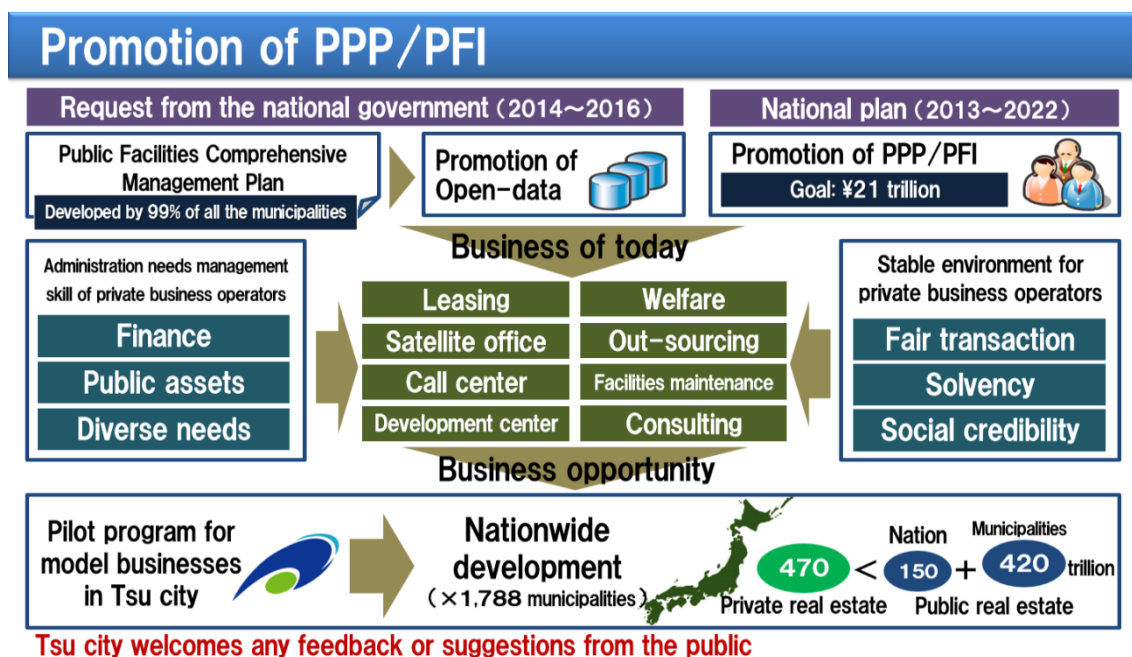 Promotion of PPP/PFI
Request from the national government (2014～2016)
National plan (2013～2022)
Public Facilities Comprehensive
Management Plan
Developed by 99% of all the municipalities
Promotion of
Open-data
Promotion of PPP/PFI
Goal: ¥21 trillion
Business of today
Administration needs management
skill of private business operators
Finance
Public assets
Diverse needs
Leasing
Welfare
Satellite office
Out-sourcing
Call center
Facilities maintenance
Development center
Consulting
Stable environment for
private business operators
Fair transaction
Solvency
Social credibility
Business opportunity
Pilot program for
model businesses
in Tsu city
Nationwide
development
(×1,788 municipalities)
470
Private real estate
<
Nation
150
+
Municipalities
420
trillion
Public real estate
Tsu city welcomes any feedback or suggestions from the public